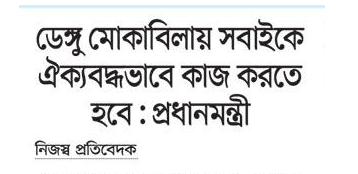 ডেঙ্গু মোকাবিলায় সবাইকে
ঐক্যবদ্ধভাবে কাজ করতে
হবে : প্রধানমন্ত্রী
নিজস্ব প্রতিবেদক